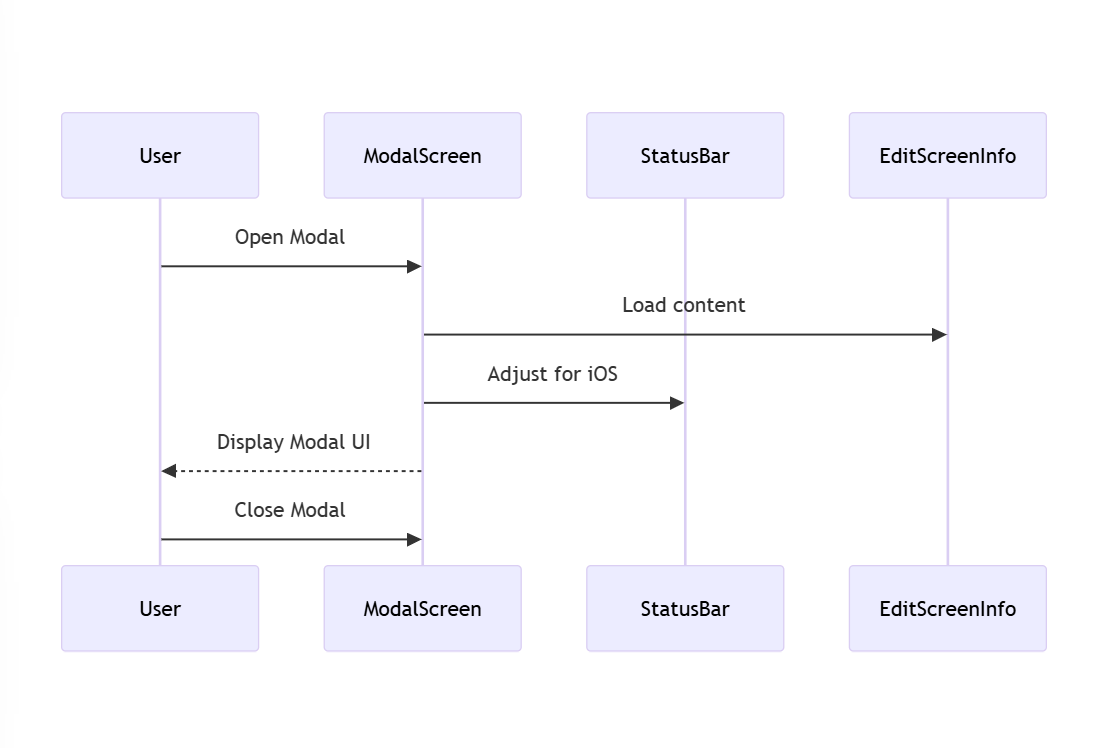 User
ModalScreen
StatusBar
EditScreenInfo
Open Modal
Load content
Adjust for iOS
Display Modal UI
Close Modal
User
ModalScreen
StatusBar
EditScreenInfo